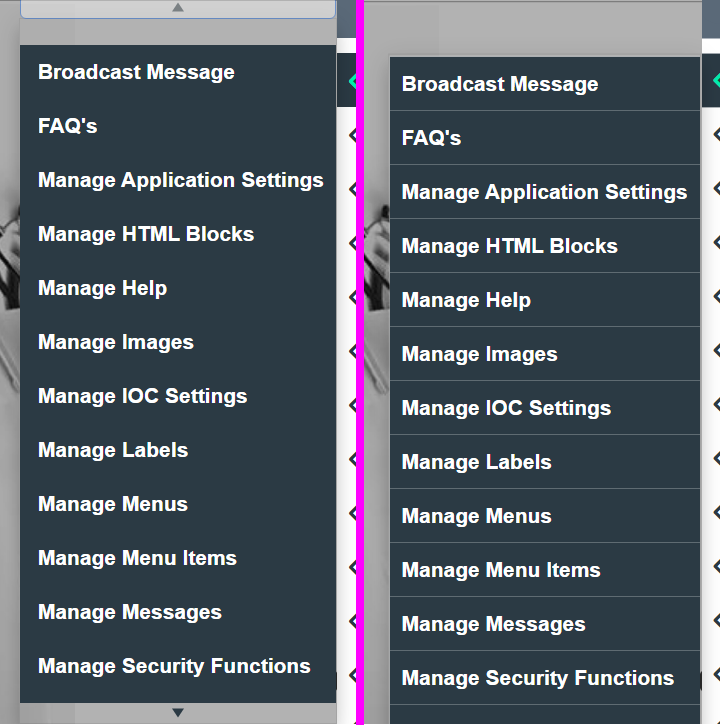 Broadcast Message
FAQ's
Manage Application Settings
Manage HTML Blocks
Manage Help
Manage Images
Manage IOC Settings
Manage Labels
Manage Menus
Manage Menu Items
Manage Messages
Manage Security Functions
Broadcast Message
FAQ's
Manage Application Settings
Manage HTML Blocks
Manage Help
Manage Images
Manage IOC Settings
Manage Labels
Manage Menus
Manage Menu Items
Manage Messages
Manage Security Functions